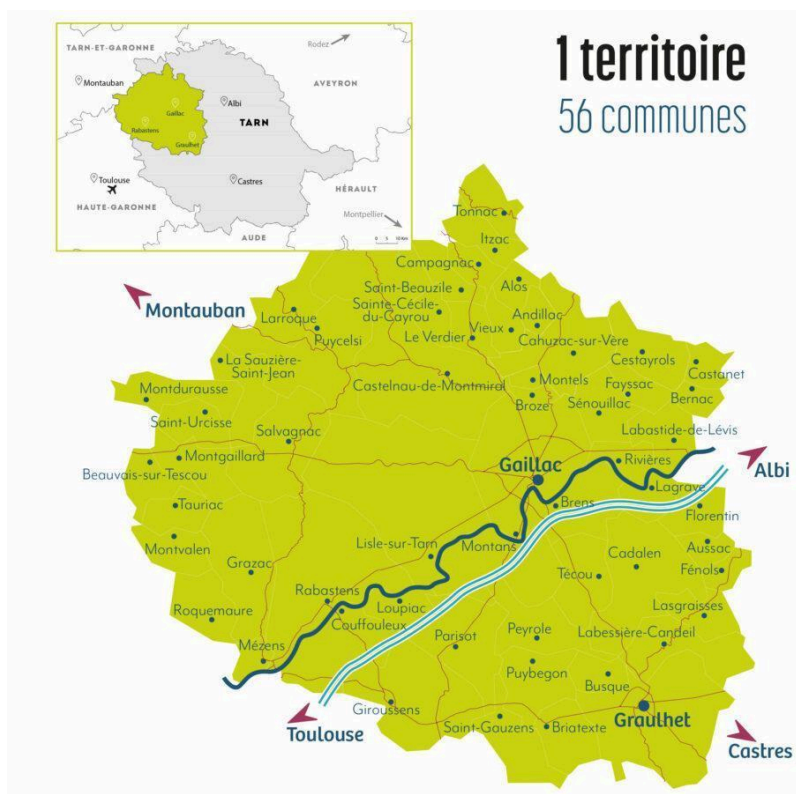 1 territoire
56 communes
TARN-ET-GARONNE
Rodez
Montauban
AVEYRON
Albi
Gaillac
TARN
Rabastens
Graulhet
Toulouse
Castres
HÉRAULT
HAUTE-GARONNE
Montpellier
AUDE
0 5 10 Km
Tonnac
Itzac
Campagnac
Alos
Saint-Beauzile
Sainte-Cécile-
du-Cayrou
Andillac
Montauban
Larroque
Puycelsi
Le Verdier
Vieux
Cahuzac-sur-Vère
Cestayrols
Castanet
La Sauzière-
Saint-Jean
Castelnau-de-Montmiral
Montels
Fayssac
Bernac
Montdurausse
Broze
Sénouillac
Saint-Urcisse
Salvagnac
Labastide-de-Lévis
Montgaillard
Beauvais-sur-Tescou
Gaillac
Rivières
Albi
Lagrave
Tauriac
Brens
Florentin
Montvalen
Lisle-sur-Tarn
Montans
Cadalen
Aussac
Grazac
Técou
Fénols
Rabastens
Loupiac
Roquemaure
Couffouleux
Lasgraisses
Parisot
Peyrole
Labessière-Candeil
Mézens
Puybegon
Busque
Giroussens
Graulhet
Toulouse
Saint-Gauzens
Briatexte
Castres